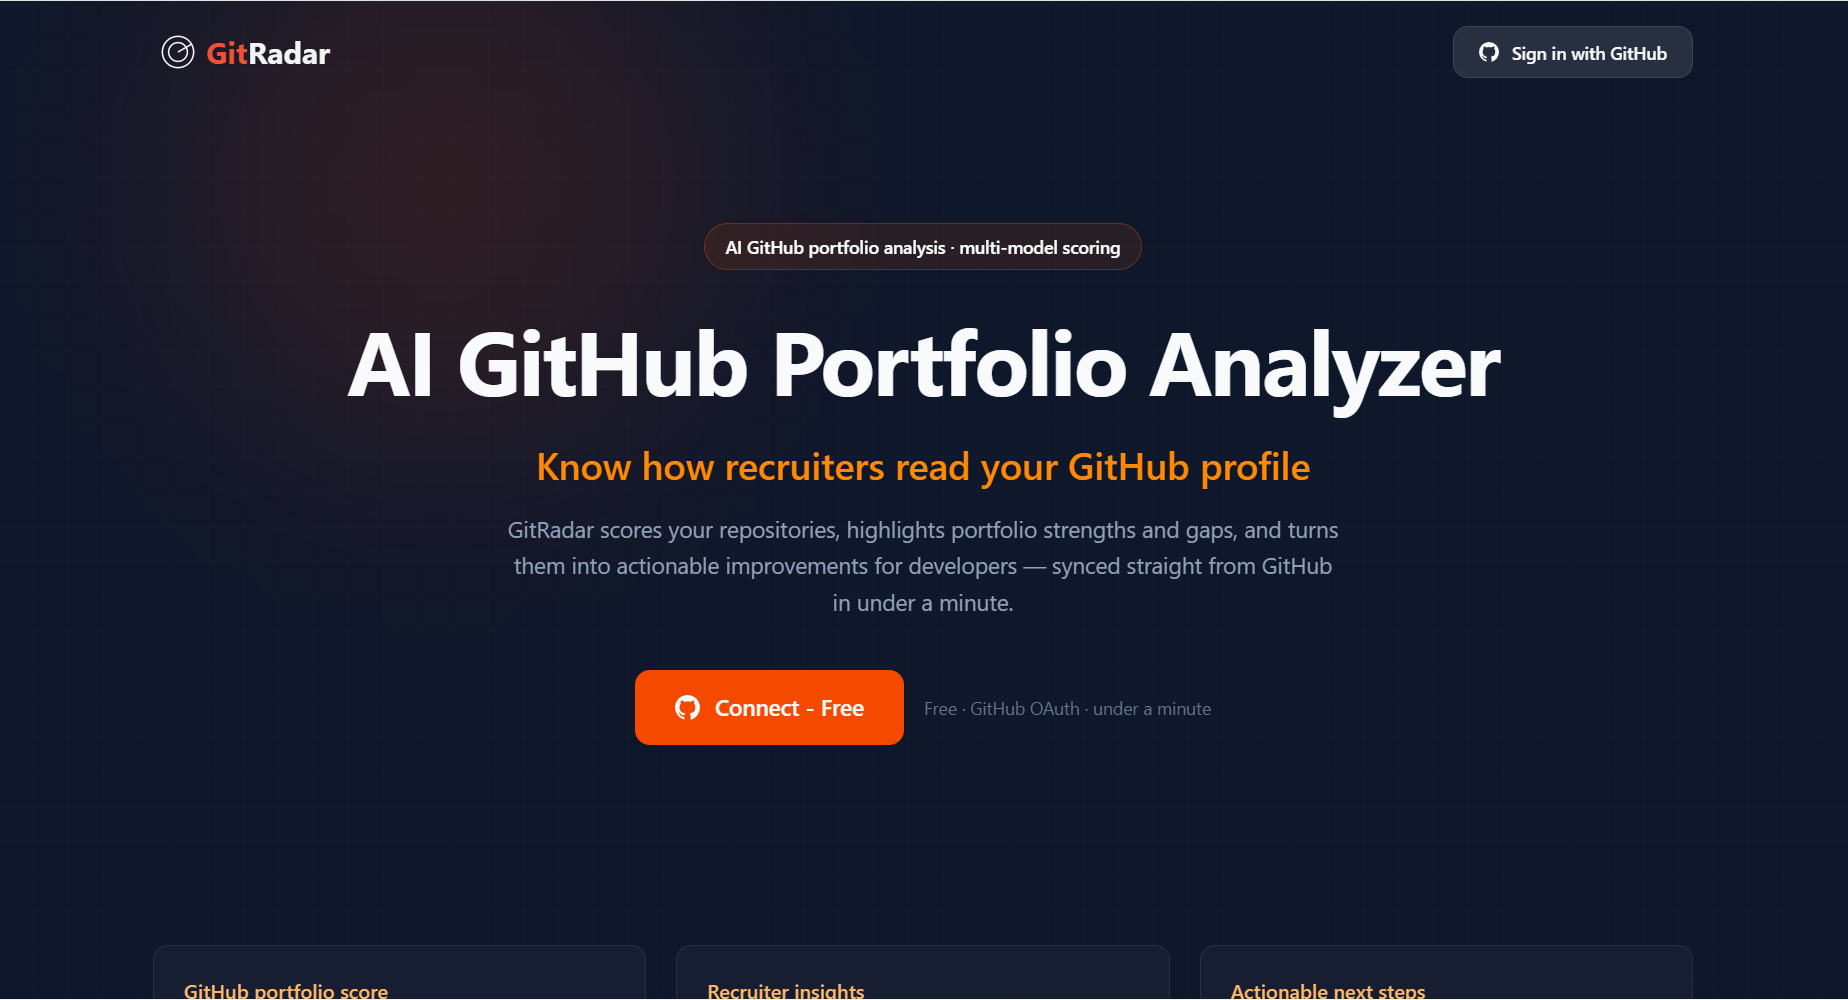 GitRadar
Sign in with GitHub
AI GitHub portfolio analysis · multi-model scoring
AI GitHub Portfolio Analyzer
Know how recruiters read your GitHub profile
GitRadar scores your repositories, highlights portfolio strengths and gaps, and turns
them into actionable improvements for developers — synced straight from GitHub
in under a minute.
Connect - Free
Free · GitHub OAuth · under a minute
GitHub portfolio score
Recruiter insights
Actionable next steps